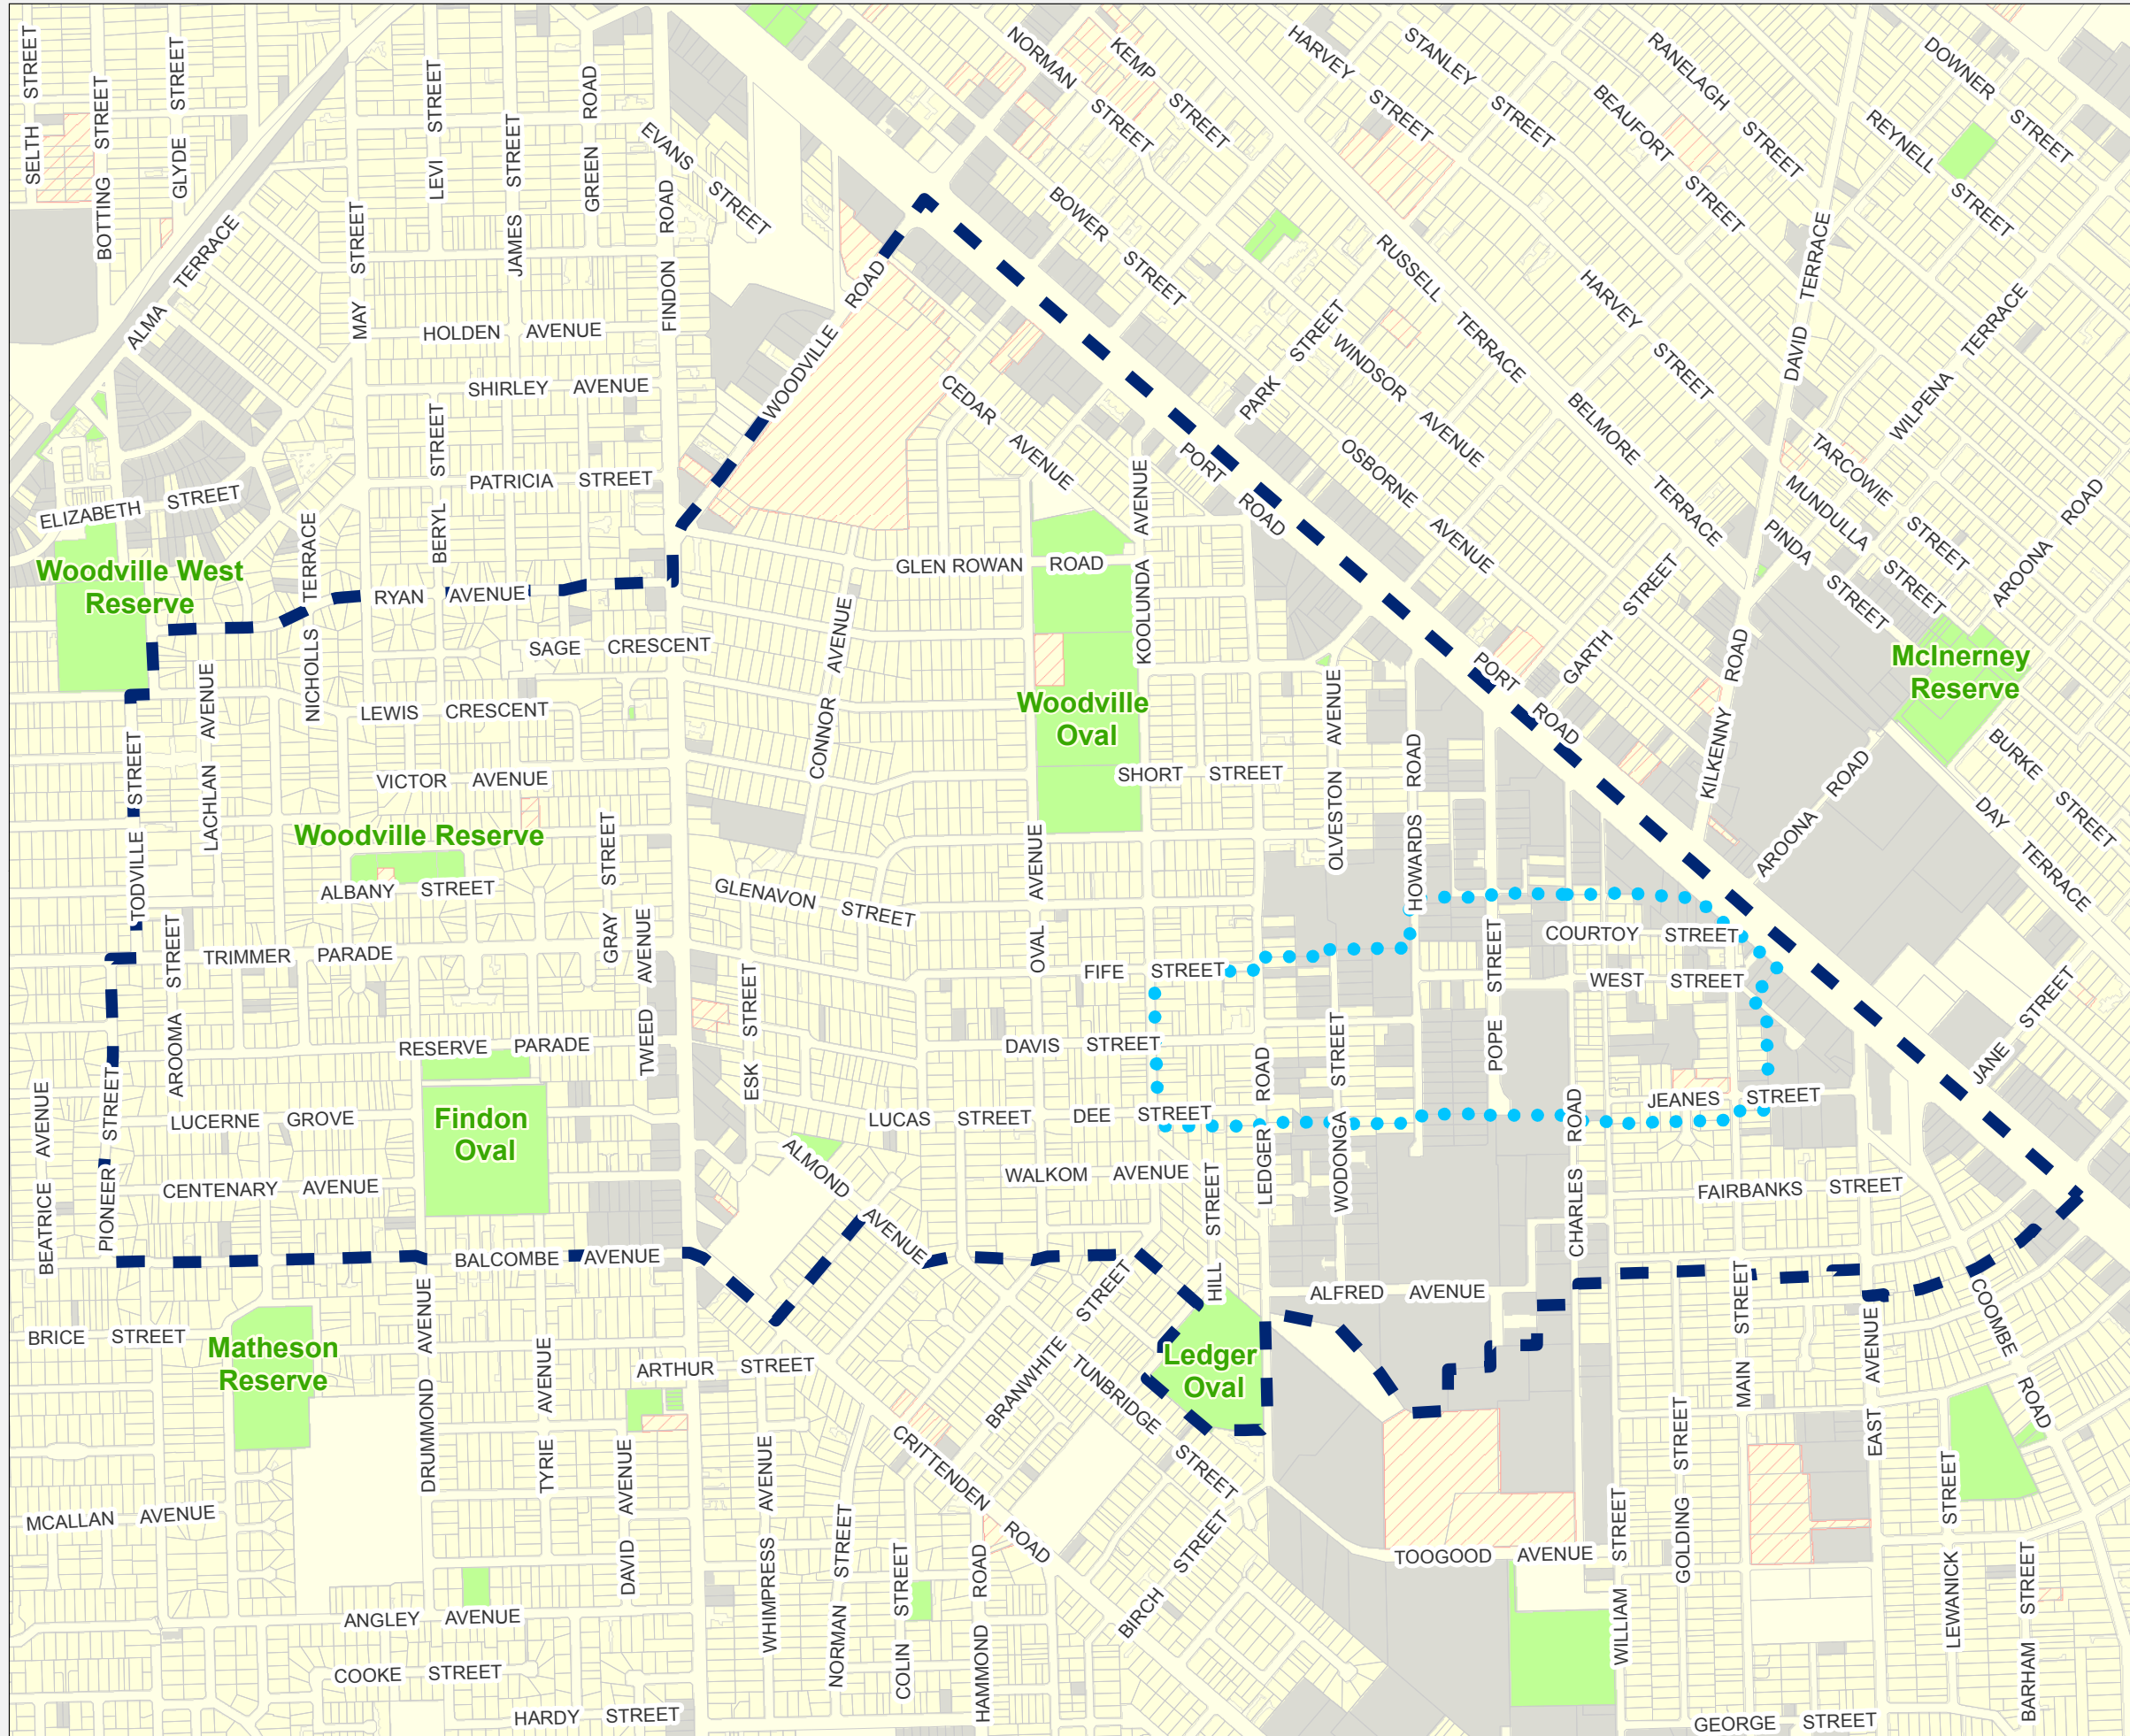 SELTH STREET
BOTTING STREET
GLYDE STREET
ALMA TERRACE
MAY STREET
LEVI STREET
JAMES STREET
GREEN ROAD
FINDON ROAD
EVANS STREET
NORMAN STREET
KEMP STREET
HARVEY STREET
STANLEY STREET
BEAUFORT STREET
RANELAGH STREET
DOWNER STREET
REYNELL STREET
BOWER STREET
RUSSELL TERRACE
HARVEY STREET
DAVID TERRACE
WILPENA TERRACE
HOLDEN AVENUE
SHIRLEY AVENUE
WOODVILLE ROAD
CEDAR AVENUE
PARK STREET
WINDSOR AVENUE
BELMORE TERRACE
TARCOWIE STREET
MUNDULLA STREET
PINDA STREET
AROONA ROAD
BERYL STREET
PATRICIA STREET
ELIZABETH STREET
PORT ROAD
OSBORNE AVENUE
KOOLUNDA AVENUE
GLEN ROWAN ROAD
Woodville West
Reserve
NICHOLLS TERRACE
RYAN AVENUE
SAGE CRESCENT
CONNOR AVENUE
GARTH STREET
KILKENNY ROAD
McInerney
Reserve
LACHLAN AVENUE
LEWIS CRESCENT
Woodville
Oval
OLVESTON AVENUE
PORT ROAD
BURKE STREET
TODVILLE STREET
VICTOR AVENUE
SHORT STREET
HOWARDS ROAD
AROONA ROAD
DAY TERRACE
Woodville Reserve
ALBANY STREET
GRAY STREET
GLENAVON STREET
OVAL AVENUE
COURTOY STREET
AROOMA STREET
TRIMMER PARADE
TWEED AVENUE
ESK STREET
FIFE STREET
POPE STREET
WEST STREET
JANE STREET
RESERVE PARADE
DAVIS STREET
WODONGA STREET
LEDGER ROAD
BEATRICE AVENUE
PIONEER STREET
LUCERNE GROVE
Findon
Oval
LUCAS STREET
DEE STREET
CHARLES ROAD
JEANES STREET
ALMOND AVENUE
WALKOM AVENUE
HILL STREET
CENTENARY AVENUE
FAIRBANKS STREET
BALCOMBE AVENUE
ALFRED AVENUE
COOMBE ROAD
BRICE STREET
Matheson
Reserve
DRUMMOND AVENUE
TYRIE AVENUE
ARTHUR STREET
BRANWHITE STREET
TUNBRIDGE STREET
Ledger
Oval
MAIN STREET
EAST AVENUE
GOLDING STREET
MCALLAN AVENUE
DAVID AVENUE
WHIMPRESS AVENUE
NORMAN STREET
COLIN STREET
HAMMOND ROAD
CRITTENDEN ROAD
BIRCH STREET
TOOGOOD AVENUE
WILLIAM STREET
LEWANICK STREET
BARHAM STREET
ANGLEY AVENUE
COOKE STREET
HARDY STREET
GEORGE STREET